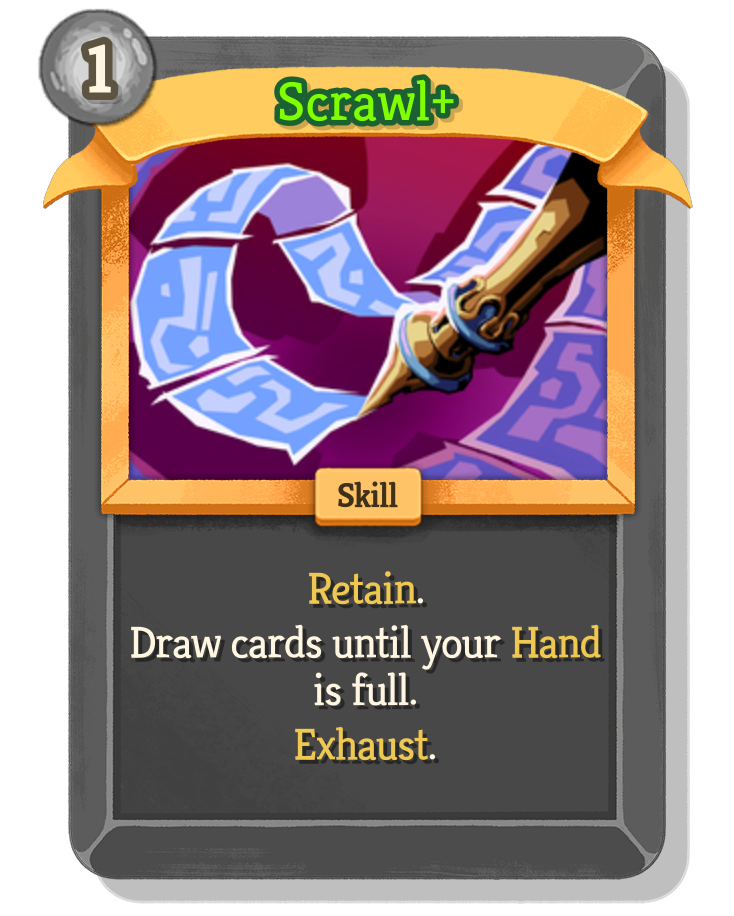 1
Scrawl+
Skill
Retain.
Draw cards until your Hand
is full.
Exhaust.